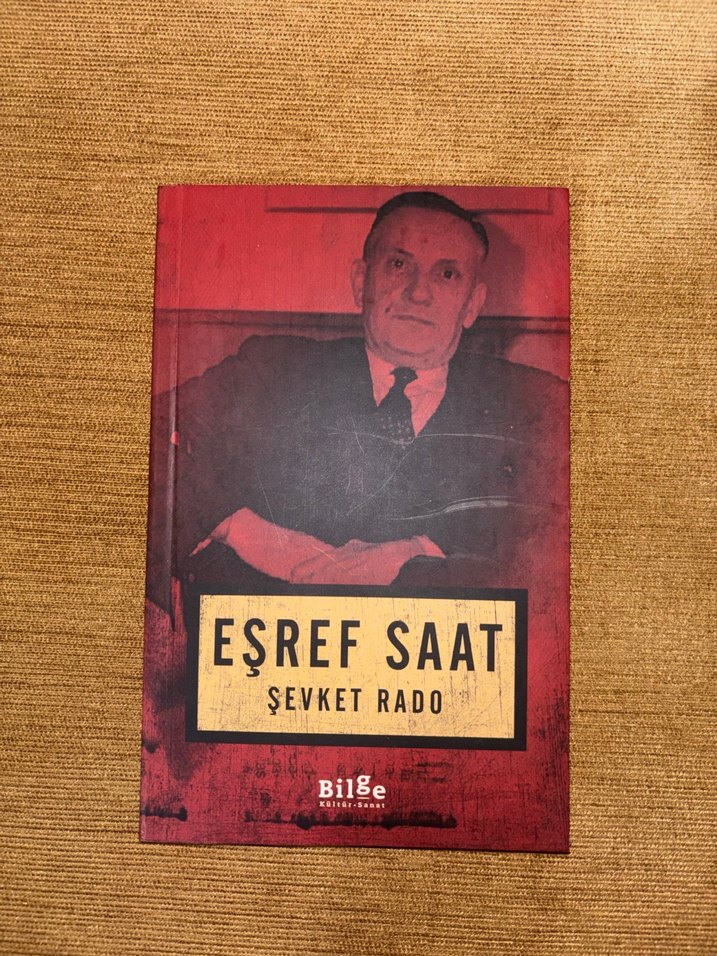 EŞREF SAAT
ŞEVKET RADO
Bilge
Kültür•Sanat